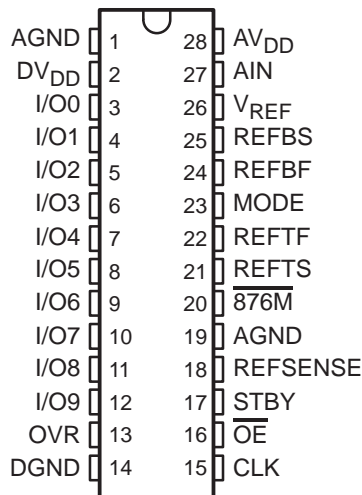 AGND 1 28 AVDD
DVDD 2 27 AIN
I/O0 3 26 VREF
I/O1 4 25 REFBS
I/O2 5 24 REFBF
I/O3 6 23 MODE
I/O4 7 22 REFTF
I/O5 8 21 REFTS
I/O6 9 20 876M
I/O7 10 19 AGND
I/O8 11 18 REFSENSE
I/O9 12 17 STBY
OVR 13 16 OE
DGND 14 15 CLK